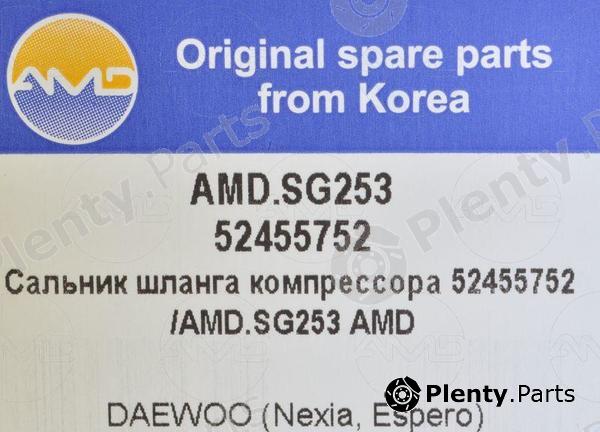 AMD
Original spare parts
from Korea
AMD.SG253
52455752
Сальник шланга компрессора 52455752
/AMD.SG253 AMD
Plenty.Parts
DAEWOO (Nexia, Espero)